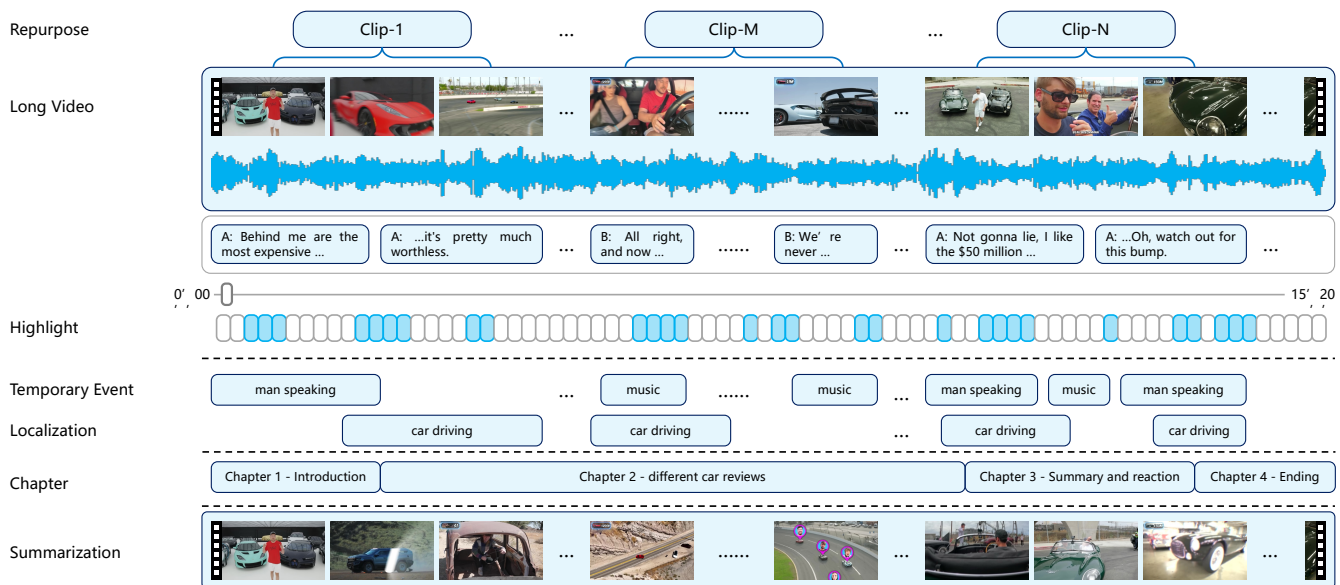 Repurpose
Clip-1
...
Clip-M
...
Clip-N
Long Video
...
......
...
...
A: Behind me are the
most expensive ...
A: ...it's pretty much
worthless.
...
B: All right,
and now ...
......
B: We' re
never ...
...
A: Not gonna lie, I like
the $50 million ...
A: ...Oh, watch out for
this bump.
...
0' 00
' '
15' 20
' '
Highlight
Temporary Event
man speaking
...
music
......
music
...
man speaking
music
man speaking
Localization
car driving
car driving
...
car driving
car driving
Chapter
Chapter 1 - Introduction
Chapter 2 - different car reviews
Chapter 3 - Summary and reaction
Chapter 4 - Ending
Summarization
...
......
...
...